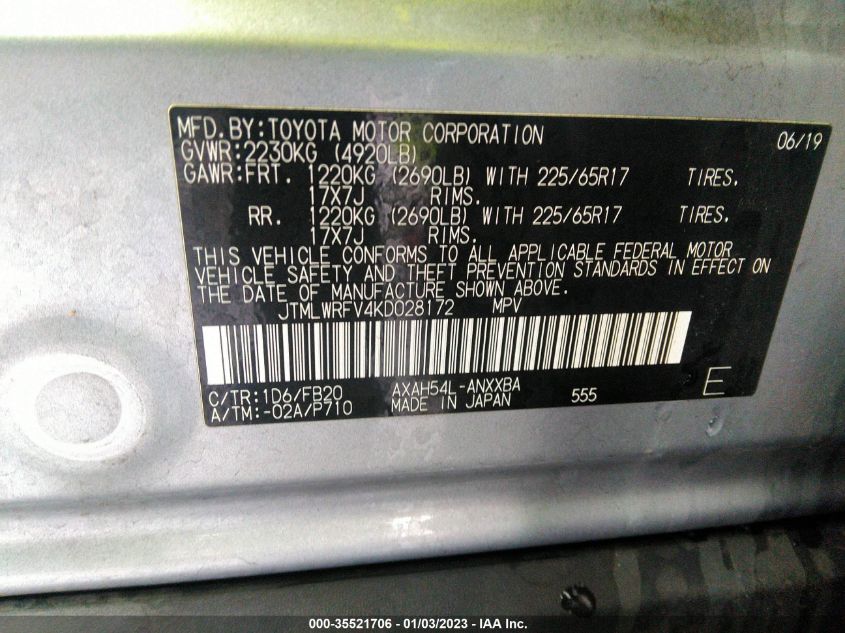 MFD.BY:TOYOTA MOTOR CORPORATION 06/19
GVWR:2230KG (4920LB)
GAWR:FRT. 1220KG (2690LB) WITH 225/65R17 TIRES.
17X7J RIMS.
RR. 1220KG (2690LB) WITH 225/65R17 TIRES.
17X7J RIMS.
THIS VEHICLE CONFORMS TO ALL APPLICABLE FEDERAL MOTOR
VEHICLE SAFETY AND THEFT PREVENTION STANDARDS IN EFFECT ON
THE DATE OF MANUFACTURE SHOWN ABOVE.
JTMLWRFV4KD028172 MPV
C/TR:1D6/FB20 AXAH54L-ANXXBA 555 E
A/TM:-02A/P710 MADE IN JAPAN
000-35521706 - 01/03/2023 - IAA Inc.